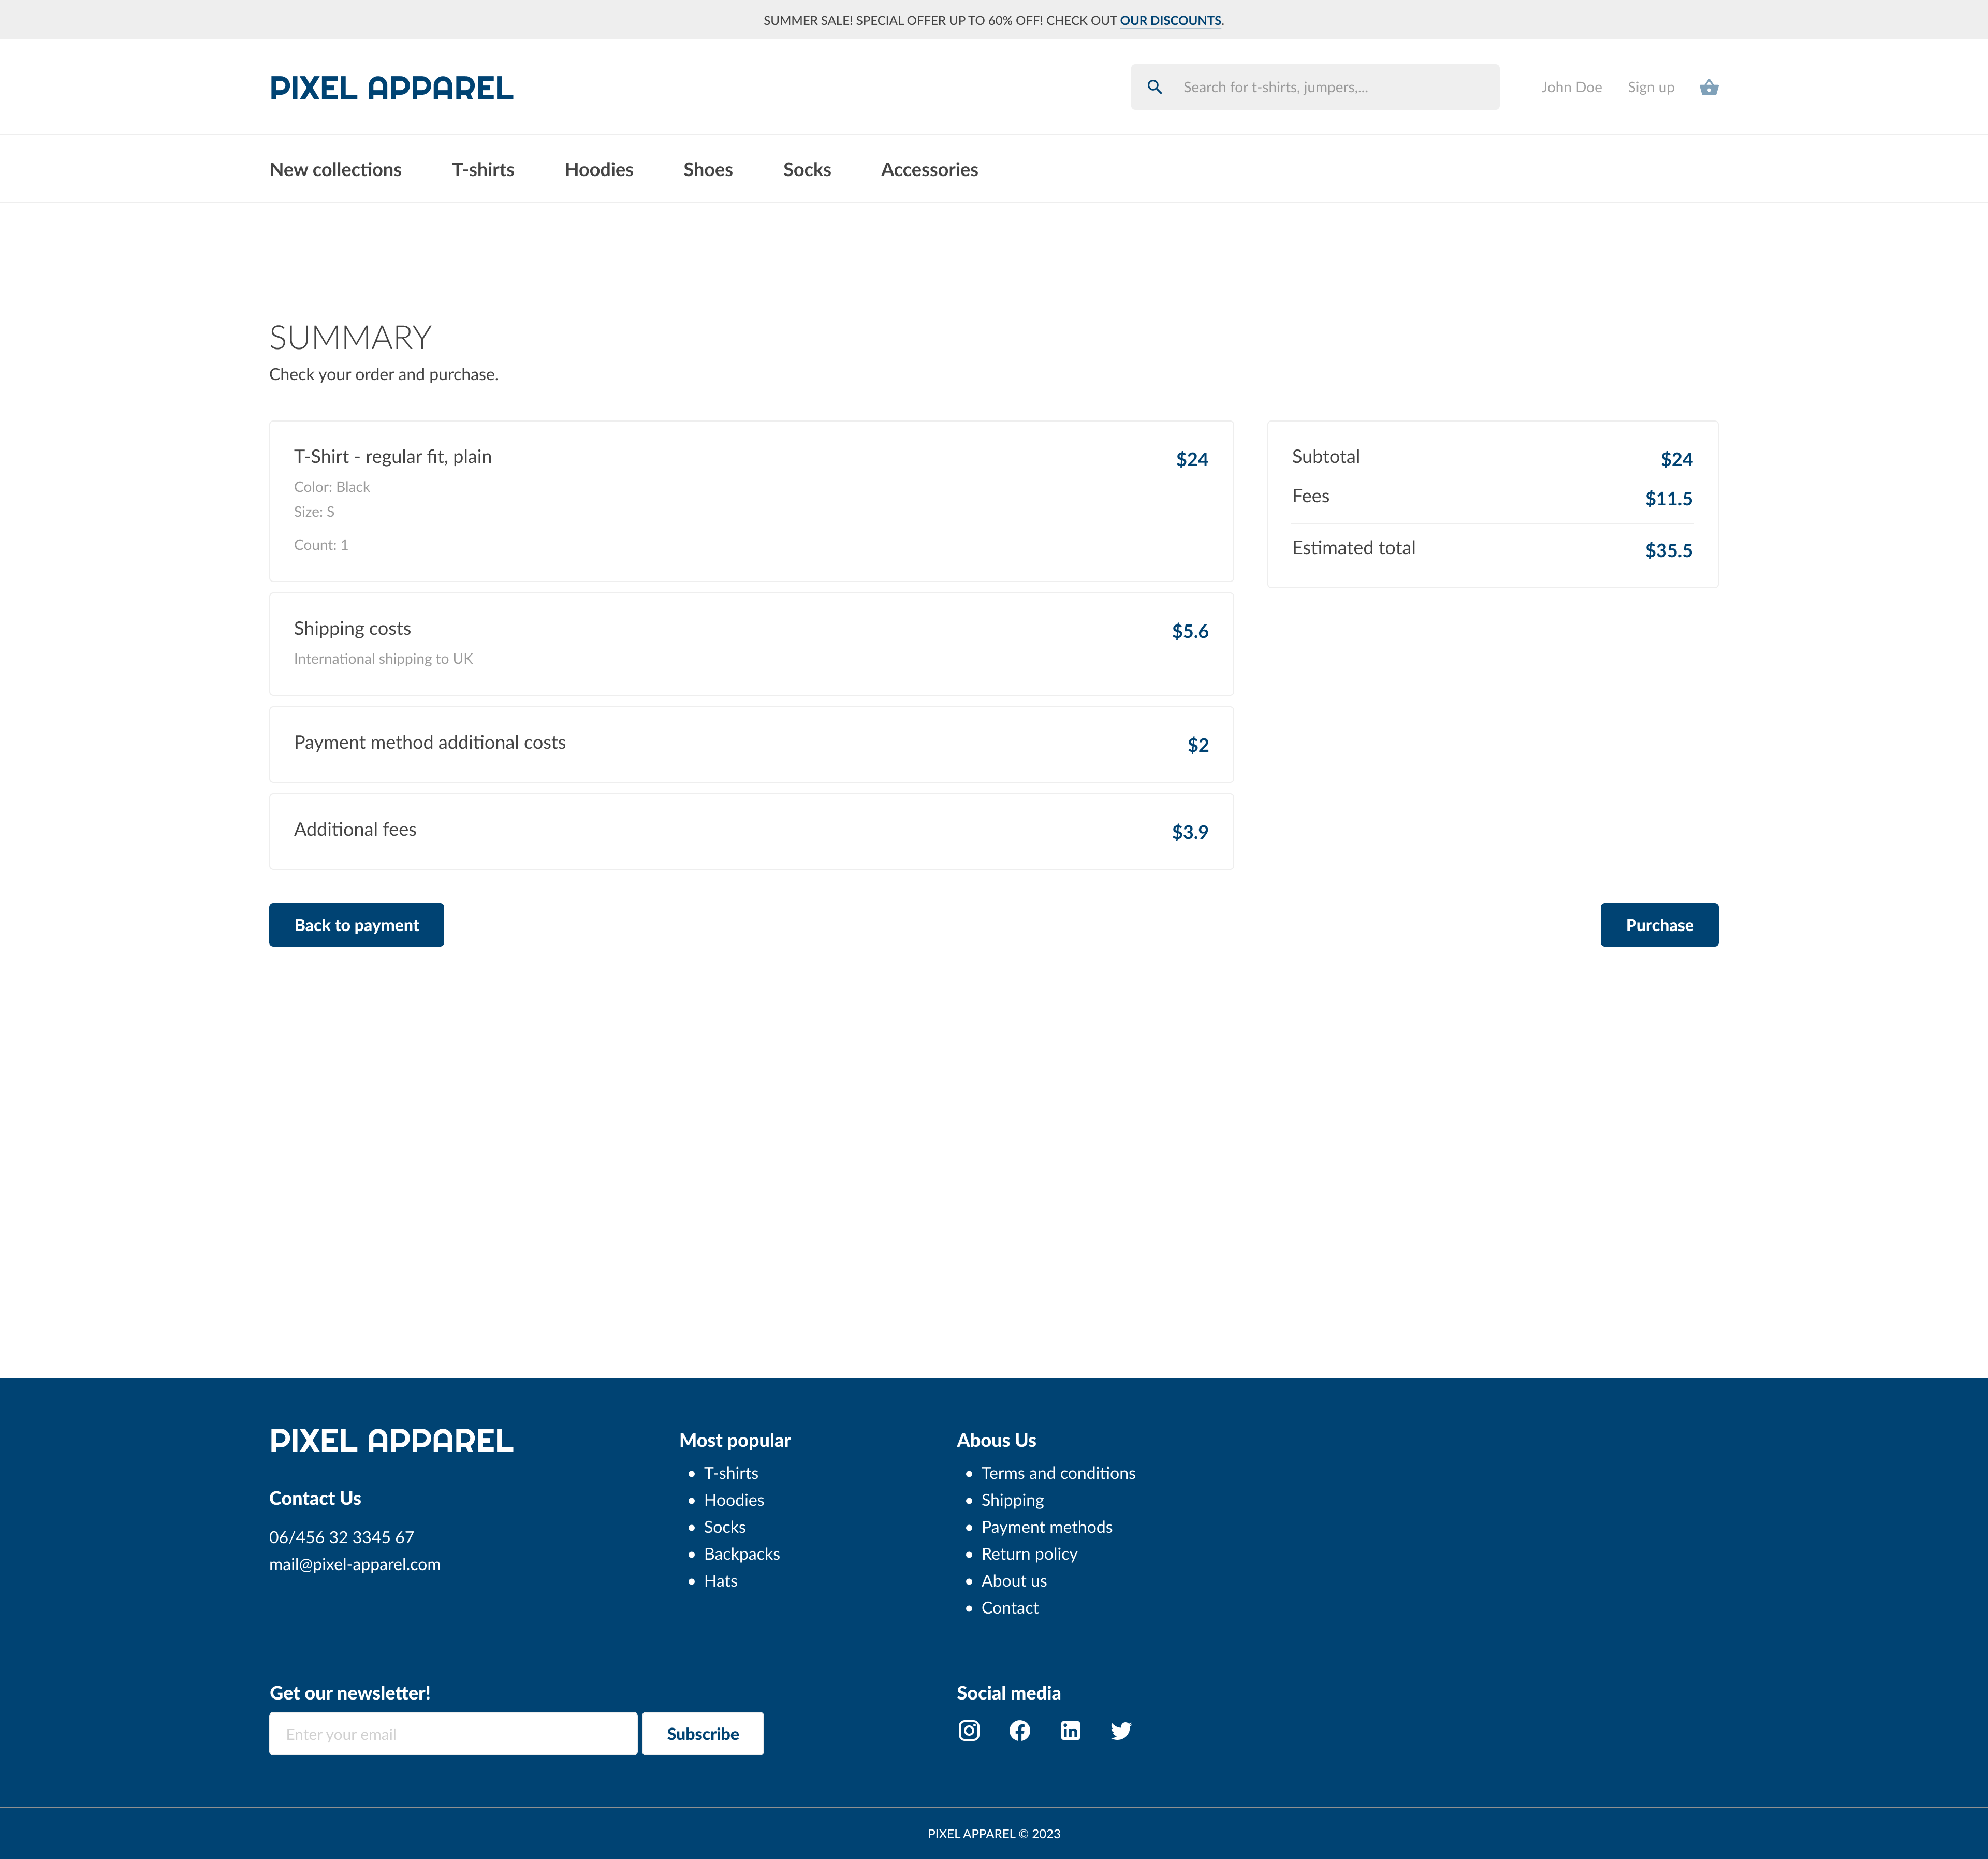 SUMMER SALE! SPECIAL OFFER UP TO 60% OFF! CHECK OUT OUR DISCOUNTS.
PIXEL APPAREL
Search for t-shirts, jumpers,...
John Doe
Sign up
New collections
T-shirts
Hoodies
Shoes
Socks
Accessories
SUMMARY
Check your order and purchase.
T-Shirt - regular fit, plain
$24
Color: Black
Size: S
Count: 1
Shipping costs
$5.6
International shipping to UK
Payment method additional costs
$2
Additional fees
$3.9
Subtotal
$24
Fees
$11.5
Estimated total
$35.5
Back to payment
Purchase
PIXEL APPAREL
Contact Us
06/456 32 3345 67
mail@pixel-apparel.com
Most popular
T-shirts
Hoodies
Socks
Backpacks
Hats
Abous Us
Terms and conditions
Shipping
Payment methods
Return policy
About us
Contact
Get our newsletter!
Enter your email
Subscribe
Social media
PIXEL APPAREL © 2023